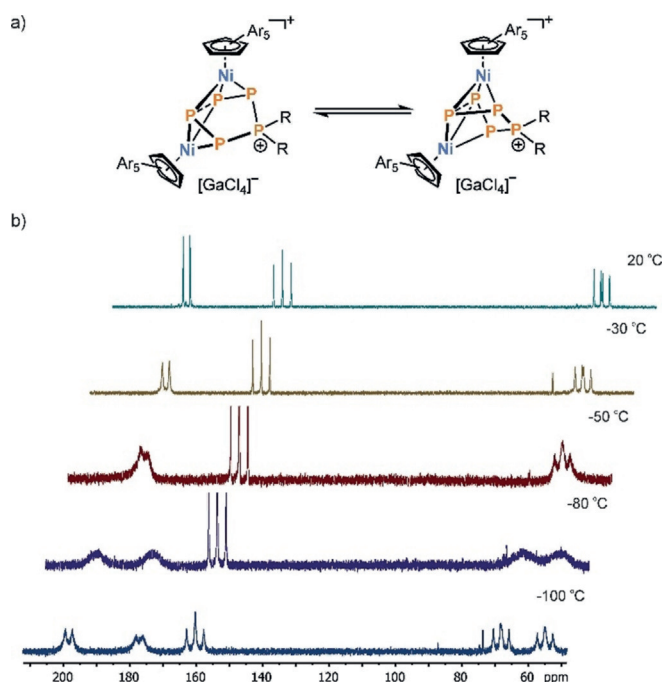 a)
Ar5 ⌉+ Ar5 ⌉+
Ni Ni
P P P P P
P P R P P R
P P ⊕ R P P ⊕ R
Ni Ni
Ar5 Ar5
[GaCl4]− [GaCl4]−
b)
20 °C
-30 °C
-50 °C
-80 °C
-100 °C
200 180 160 140 120 100 80 60 ppm